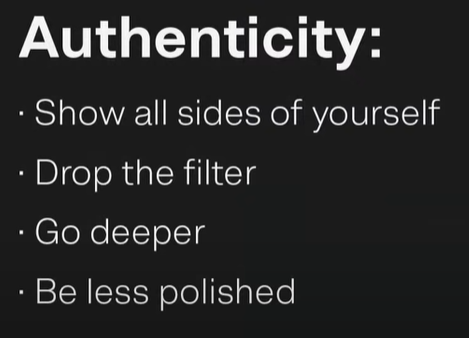 Authenticity:
· Show all sides of yourself
· Drop the filter
· Go deeper
· Be less polished